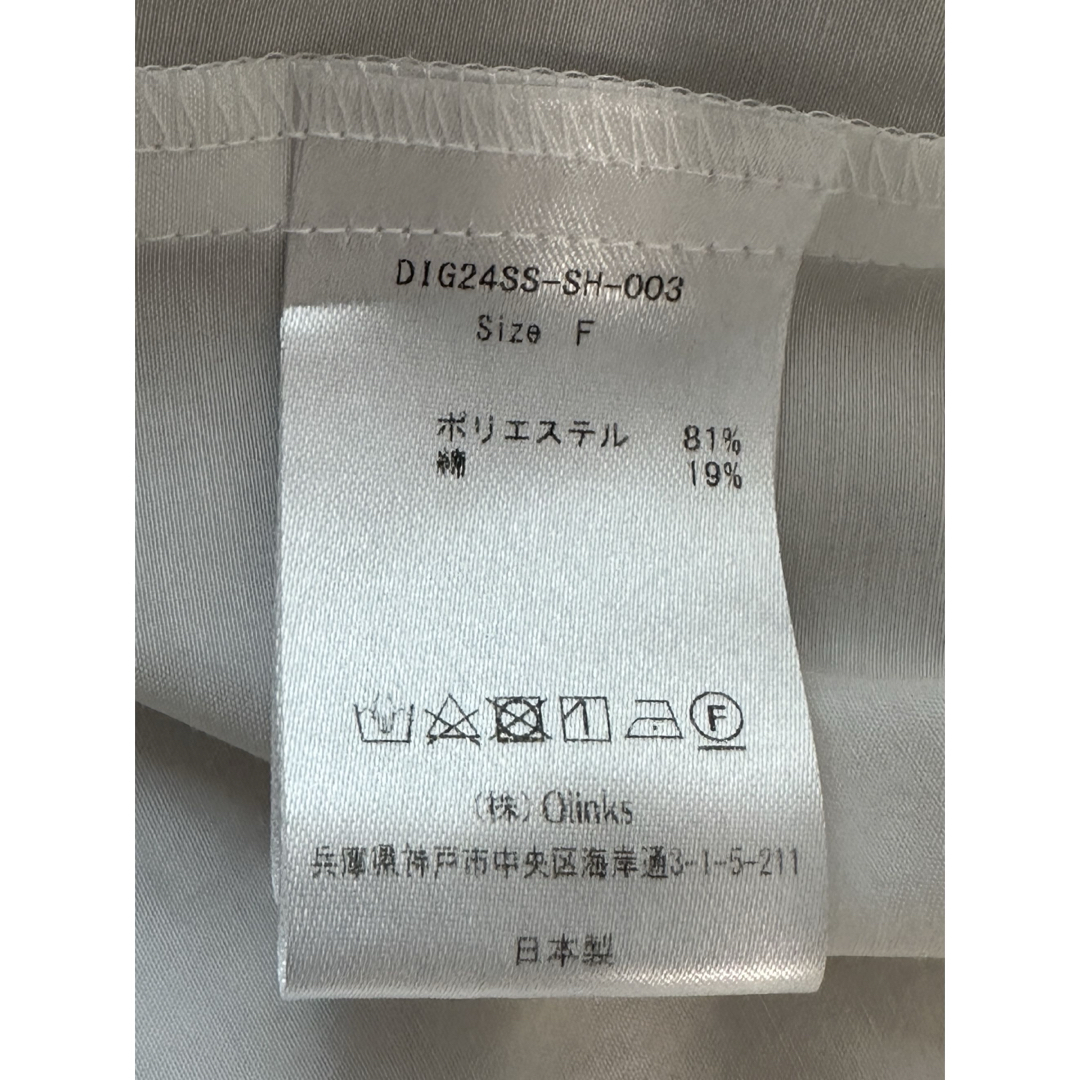 DIG24SS-SH-003
Size F
ポリエステル 81%
綿 19%
F
(株) Olinks
兵庫県神戸市中央区海岸通3-1-5-211
日本製